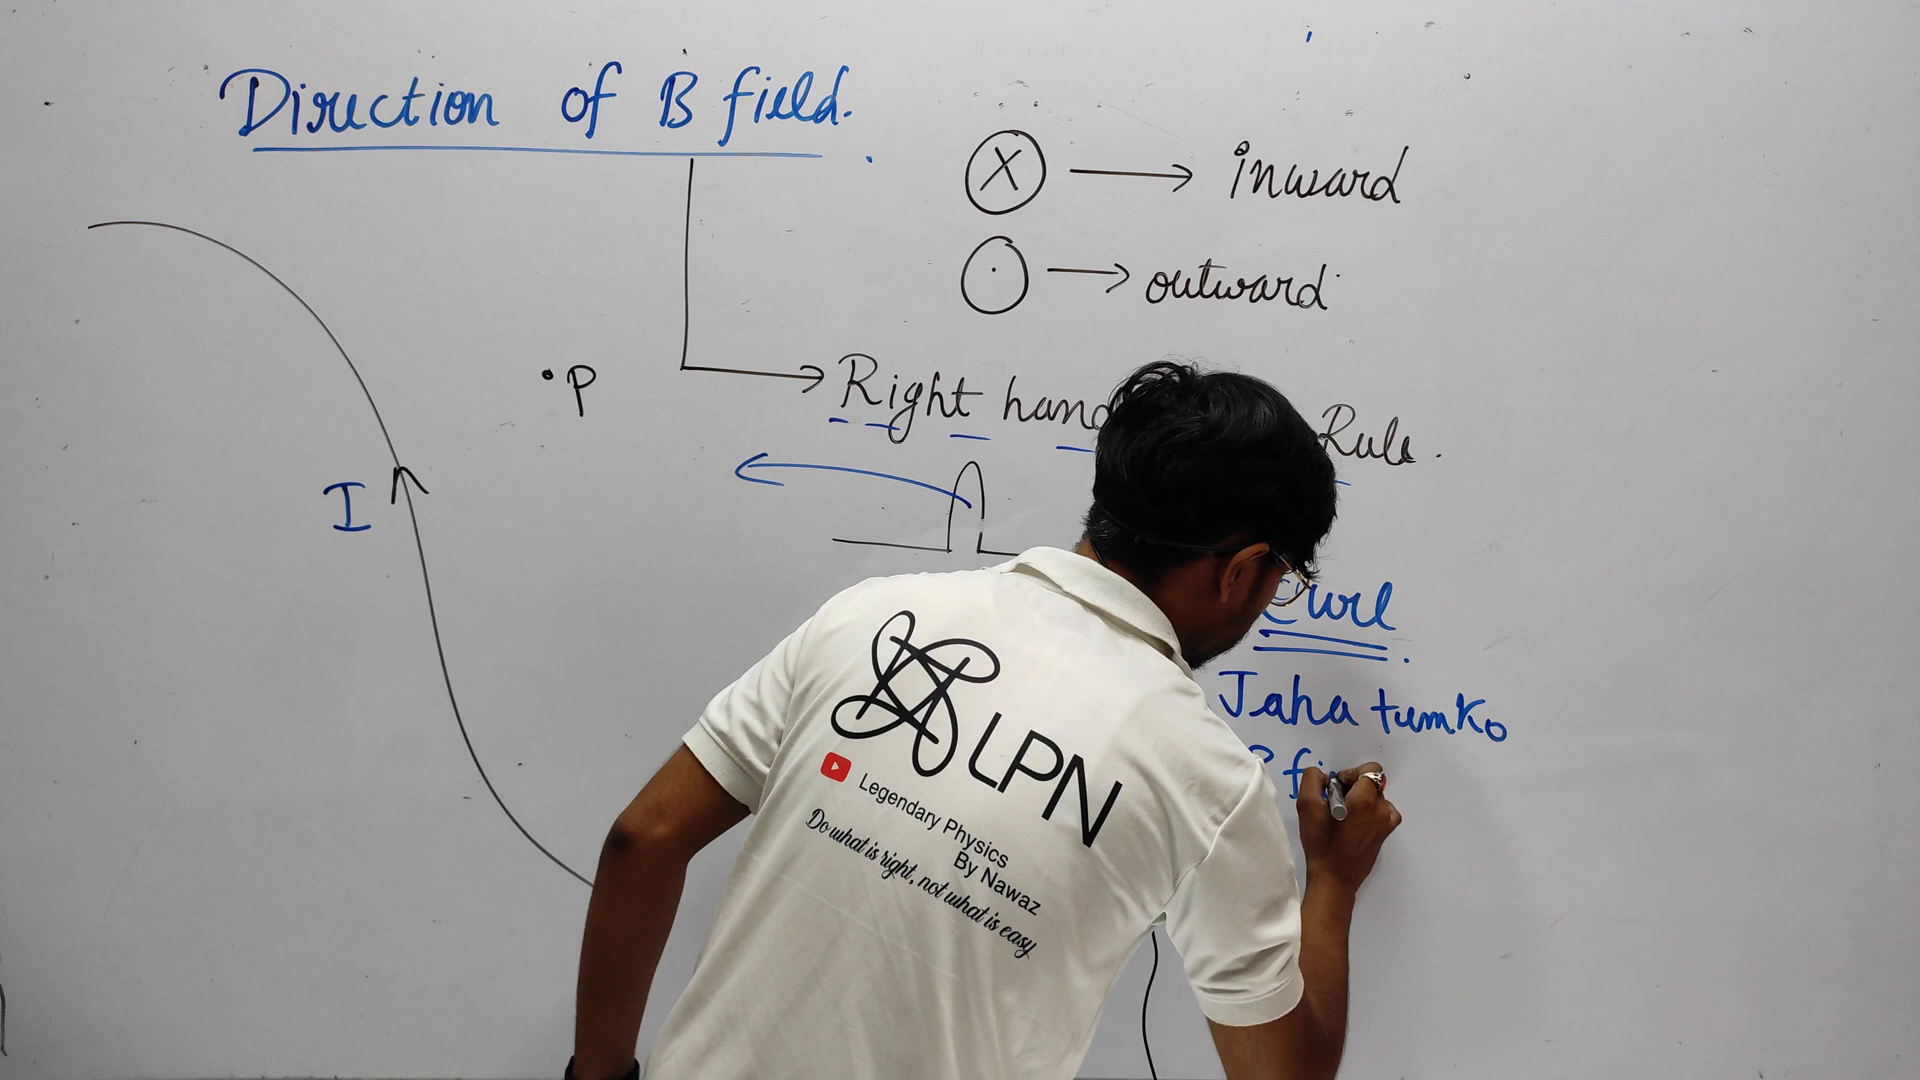 Direction of B field.
X → inward
. → outward
P
Right hand Rule.
I
Curl
Jaha tumko
LPN
Legendary Physics
By Nawaz
Do what is right, not what is easy